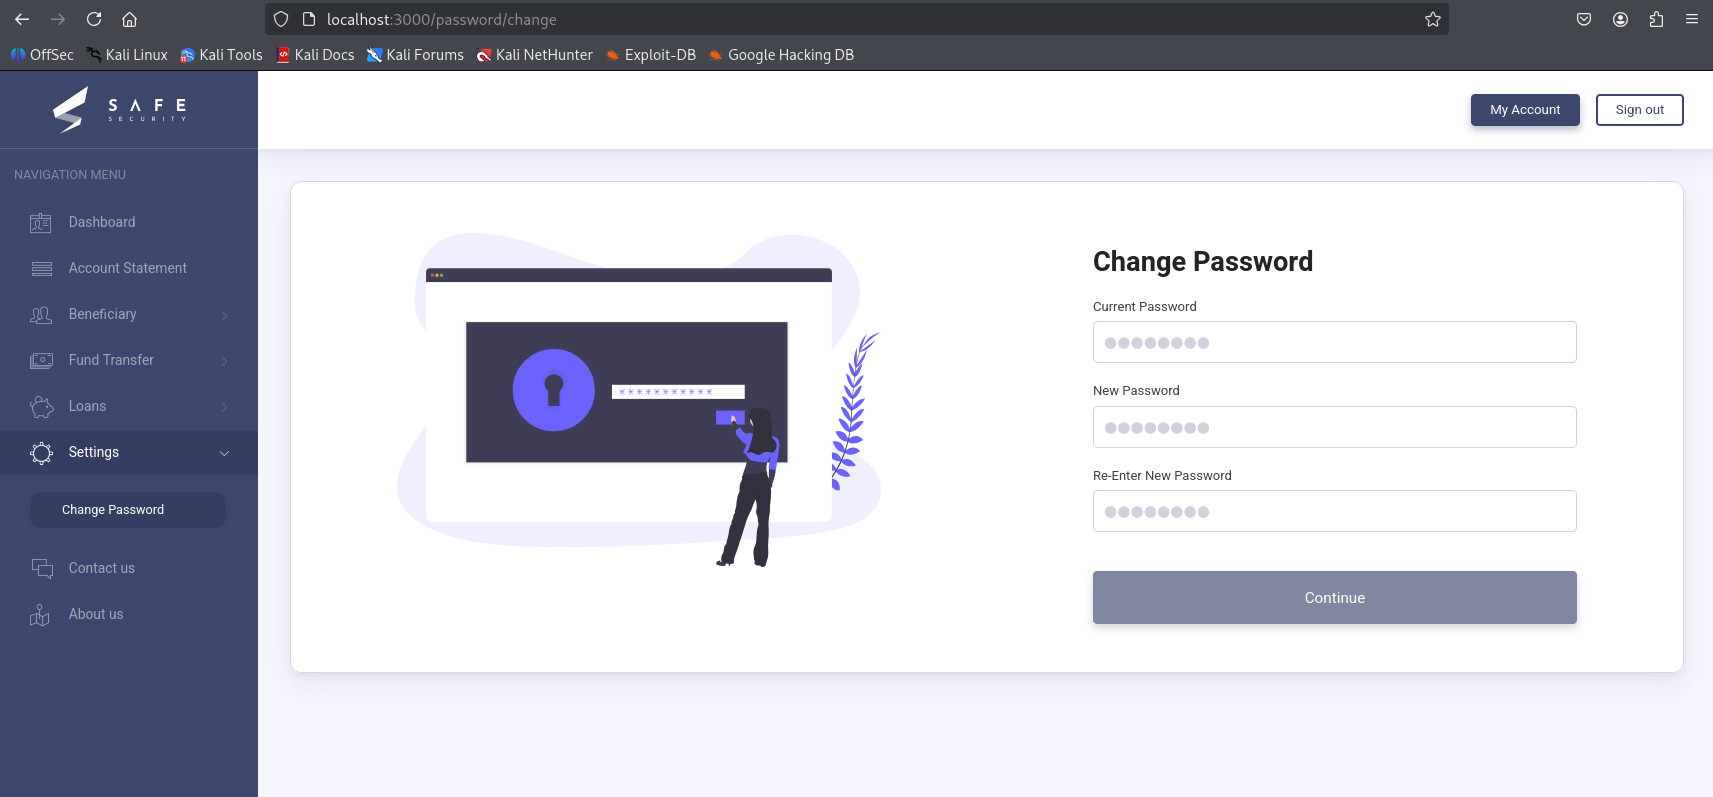 localhost:3000/password/change
OffSec Kali Linux Kali Tools Kali Docs Kali Forums Kali NetHunter Exploit-DB Google Hacking DB
SAFE
SECURITY
My Account Sign out
NAVIGATION MENU
Dashboard
Account Statement
Beneficiary
Fund Transfer
Loans
Settings
Change Password
Contact us
About us
***********
Change Password
Current Password
New Password
Re-Enter New Password
Continue